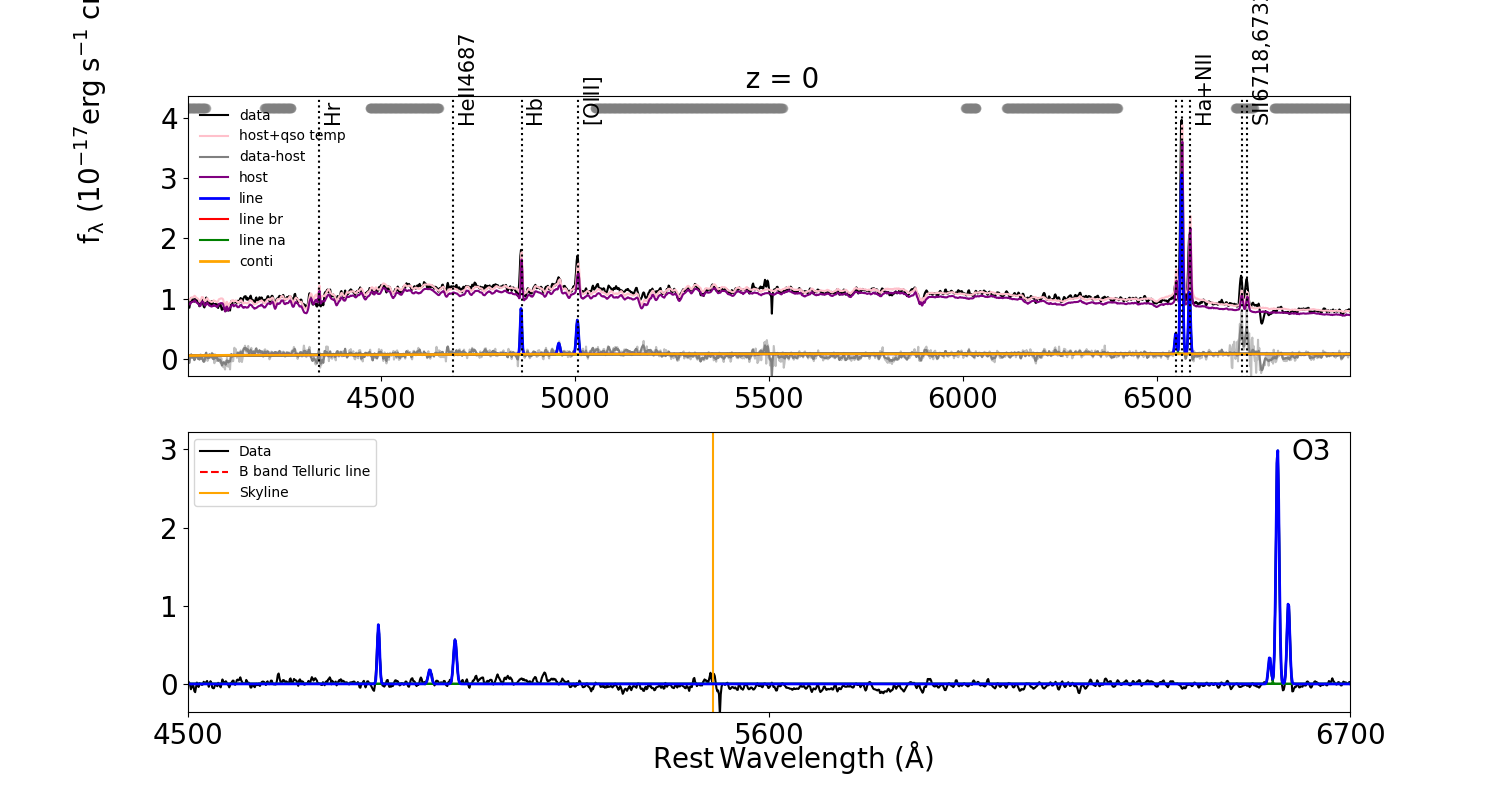 f_λ (10^−17 erg s^−1
z = 0
Hr
HeII4687
Hb
[OIII]
Ha+NII
SII6718,673
4
3
2
1
0
data
host+qso temp
data-host
host
line
line br
line na
conti
4500 5000 5500 6000 6500
3
2
1
0
Data
B band Telluric line
Skyline
O3
4500 5600 6700
Rest Wavelength (Å)